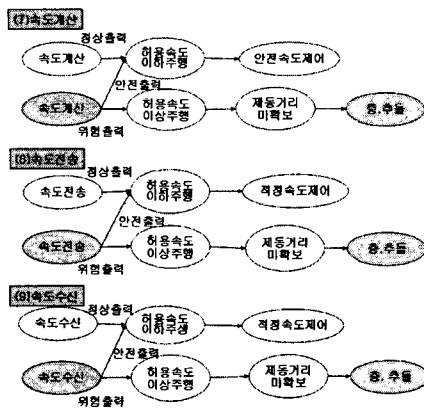 (7)속도계산
정상출력
속도계산
허용속도
이하주행
안전속도제어
안전출력
속도계산
허용속도
이상주행
제동거리
미확보
충,추돌
위험출력
(8)속도전송
정상출력
속도전송
허용속도
이하주행
적정속도제어
안전출력
속도전송
허용속도
이상주행
제동거리
미확보
충,추돌
위험출력
(9)속도수신
정상출력
속도수신
허용속도
이하주행
적정속도제어
안전출력
속도수신
허용속도
이상주행
제동거리
미확보
충,추돌
위험출력